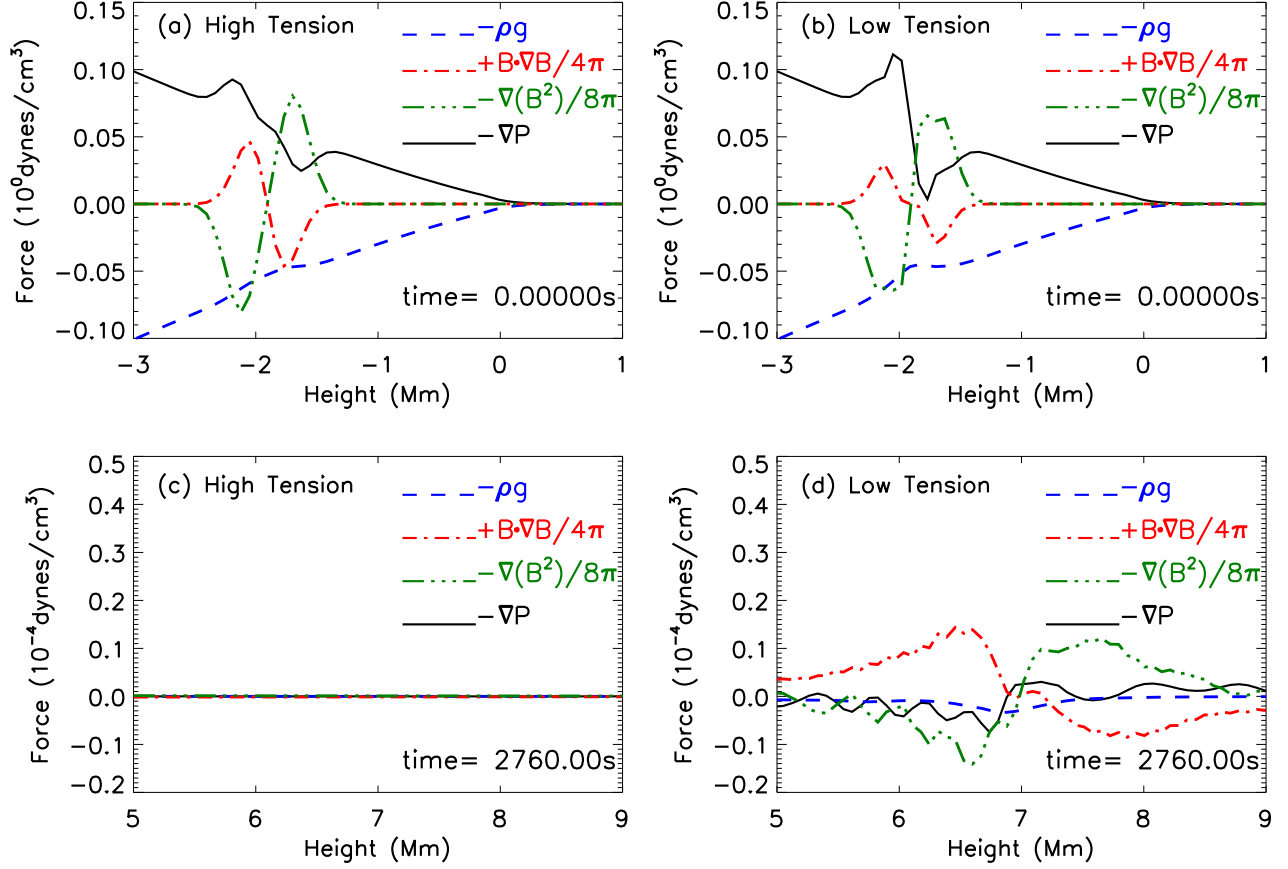 (a) High Tension
−ρg
+B•∇B/4π
−∇(B²)/8π
−∇P
time= 0.00000s
0.15
0.10
0.05
0.00
−0.05
−0.10
Force (10⁰dynes/cm³)
−3 −2 −1 0 1
Height (Mm)
(b) Low Tension
−ρg
+B•∇B/4π
−∇(B²)/8π
−∇P
time= 0.00000s
0.15
0.10
0.05
0.00
−0.05
−0.10
Force (10⁰dynes/cm³)
−3 −2 −1 0 1
Height (Mm)
(c) High Tension
−ρg
+B•∇B/4π
−∇(B²)/8π
−∇P
time= 2760.00s
0.5
0.4
0.3
0.2
0.1
0.0
−0.1
−0.2
Force (10⁻⁴dynes/cm³)
5 6 7 8 9
Height (Mm)
(d) Low Tension
−ρg
+B•∇B/4π
−∇(B²)/8π
−∇P
time= 2760.00s
0.5
0.4
0.3
0.2
0.1
0.0
−0.1
−0.2
Force (10⁻⁴dynes/cm³)
5 6 7 8 9
Height (Mm)